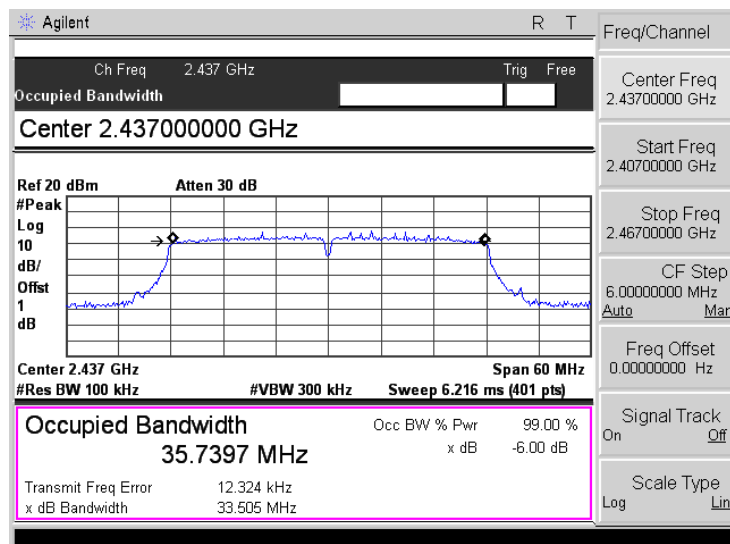 Agilent R T
Ch Freq 2.437 GHz Trig Free
Occupied Bandwidth
Center 2.437000000 GHz
Ref 20 dBm Atten 30 dB
#Peak
Log
10
dB/
Offst
1
dB
Center 2.437 GHz Span 60 MHz
#Res BW 100 kHz #VBW 300 kHz Sweep 6.216 ms (401 pts)
Occupied Bandwidth Occ BW % Pwr 99.00 %
35.7397 MHz x dB -6.00 dB
Transmit Freq Error 12.324 kHz
x dB Bandwidth 33.505 MHz
Freq/Channel
Center Freq
2.43700000 GHz
Start Freq
2.40700000 GHz
Stop Freq
2.46700000 GHz
CF Step
6.00000000 MHz
Auto Man
Freq Offset
0.00000000 Hz
Signal Track
On Off
Scale Type
Log Lin